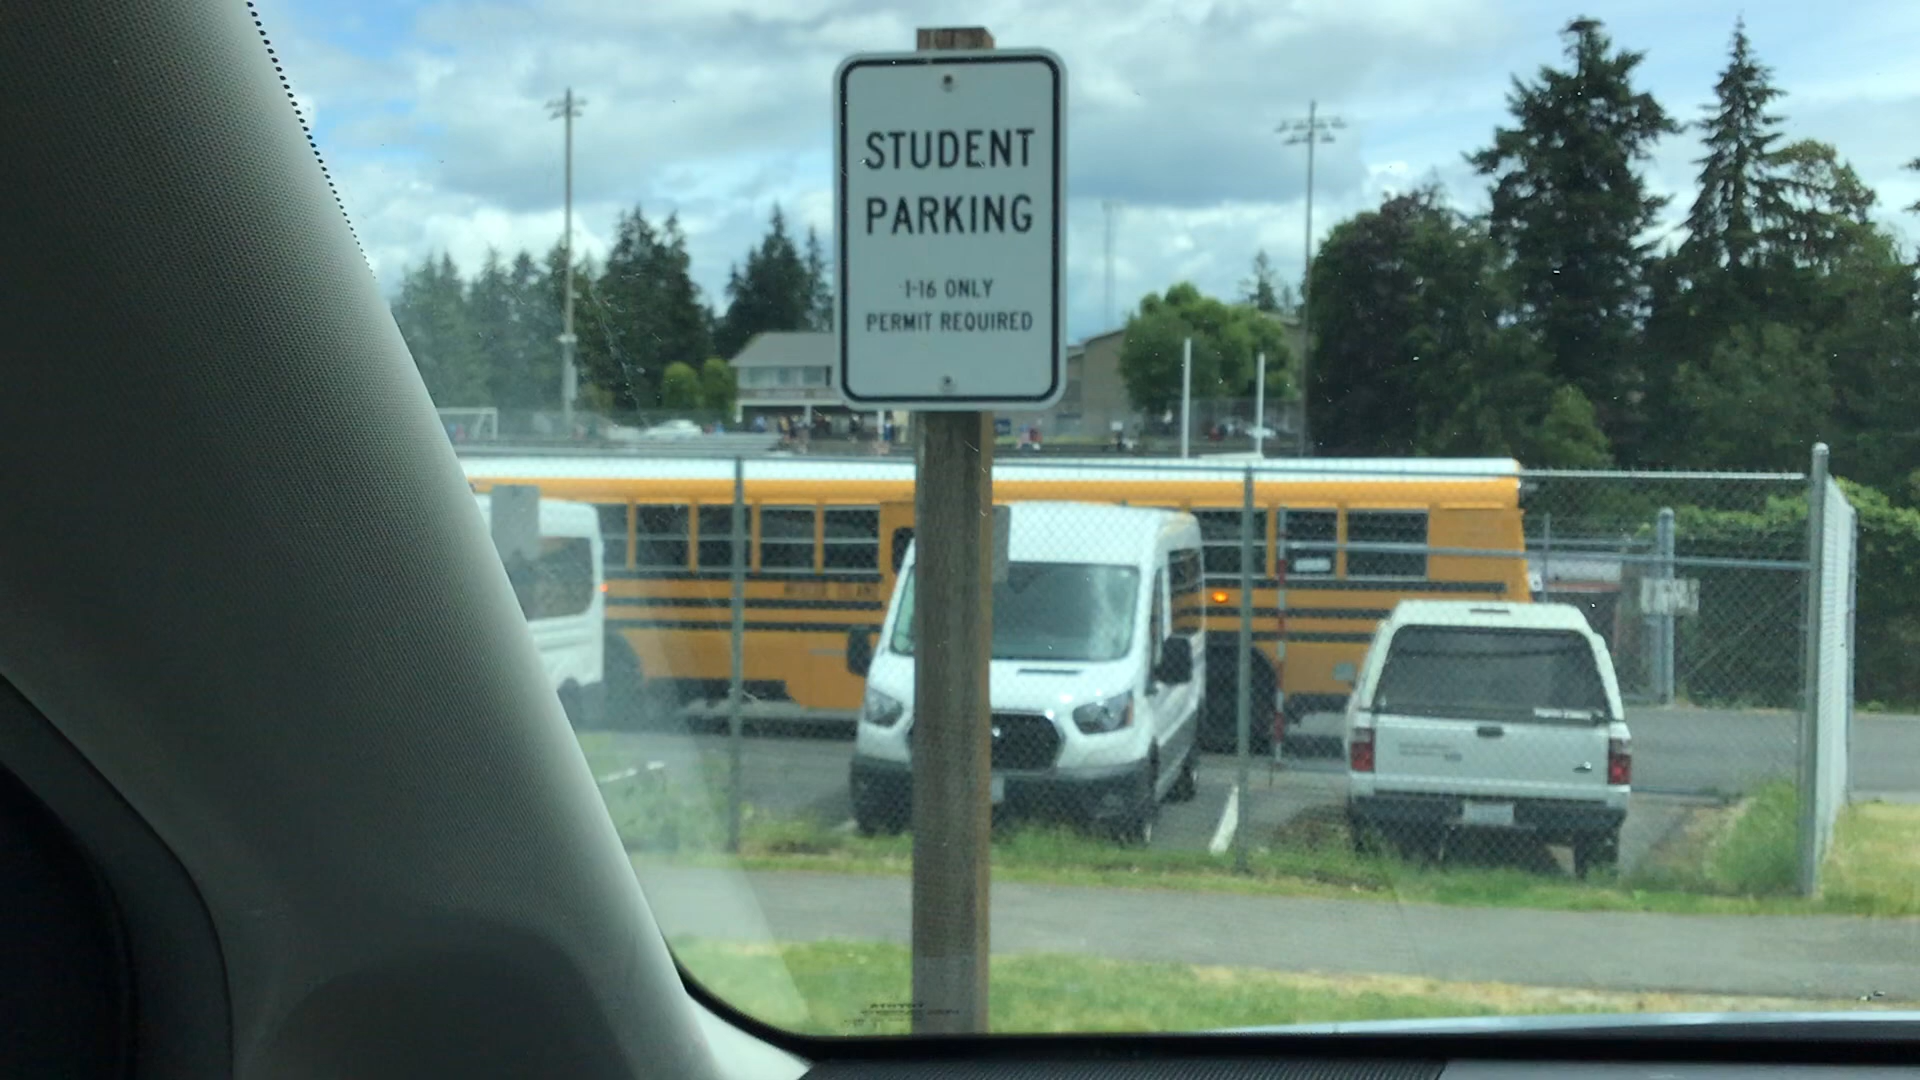 STUDENT
PARKING
1-16 ONLY
PERMIT REQUIRED